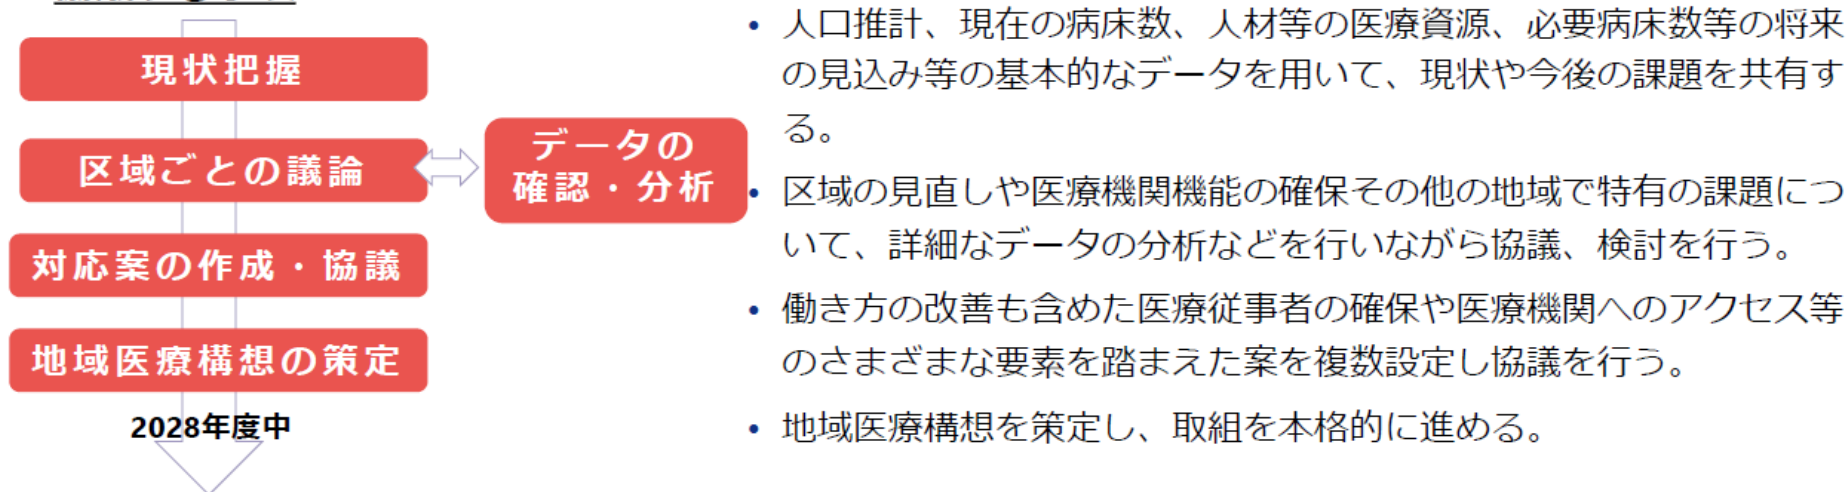 現状把握
区域ごとの議論
データの
確認・分析
対応案の作成・協議
地域医療構想の策定
2028年度中
• 人口推計、現在の病床数、人材等の医療資源、必要病床数等の将来
の見込み等の基本的なデータを用いて、現状や今後の課題を共有す
る。
• 区域の見直しや医療機関機能の確保その他の地域で特有の課題につ
いて、詳細なデータの分析などを行いながら協議、検討を行う。
• 働き方の改善も含めた医療従事者の確保や医療機関へのアクセス等
のさまざまな要素を踏まえた案を複数設定し協議を行う。
• 地域医療構想を策定し、取組を本格的に進める。